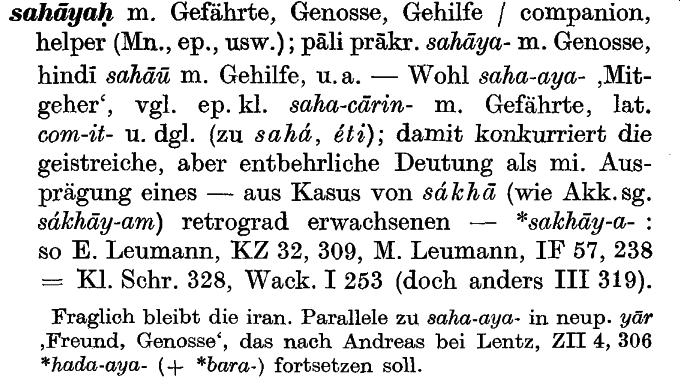 sahāyaḥ m. Gefährte, Genosse, Gehilfe / companion,
helper (Mn., ep., usw.); pāli prākr. sahāya- m. Genosse,
hindī sahāū m. Gehilfe, u. a. — Wohl saha-aya- ‚Mit-
geher‘, vgl. ep. kl. saha-cārin- m. Gefährte, lat.
com-it- u. dgl. (zu sahá, éti); damit konkurriert die
geistreiche, aber entbehrliche Deutung als mi. Aus-
prägung eines — aus Kasus von sákhā (wie Akk. sg.
sákhāy-am) retrograd erwachsenen — *sakhāy-a- :
so E. Leumann, KZ 32, 309, M. Leumann, IF 57, 238
= Kl. Schr. 328, Wack. I 253 (doch anders III 319).
Fraglich bleibt die iran. Parallele zu saha-aya- in neup. yār
‚Freund, Genosse‘, das nach Andreas bei Lentz, ZII 4, 306
*hada-aya- (+ *bara-) fortsetzen soll.